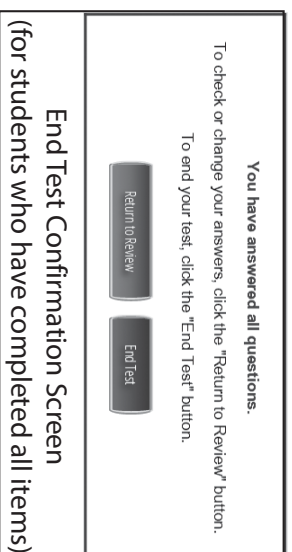 You have answered all questions.
To check or change your answers, click the "Return to Review" button.
To end your test, click the "End Test" button.
Return to Review
End Test
End Test Confirmation Screen
(for students who have completed all items)